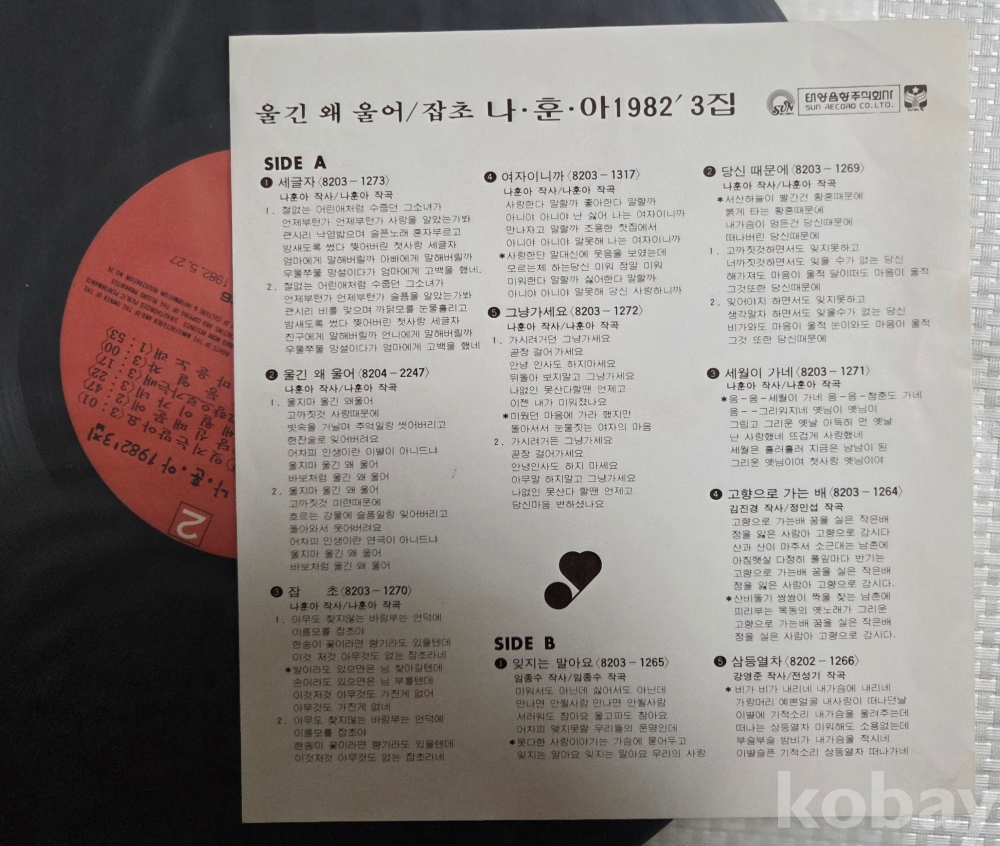 울긴 왜 울어/잡초 나·훈·아1982′ 3집
SUN
태양음향주식회사
SUN RECORD CO. LTD.
SIDE A
❶ 세글자〈8203-1273〉
나훈아 작사/나훈아 작곡
1. 철없는 어린애처럼 수줍던 그소녀가
언제부턴가 언제부턴가 사랑을 알았는가봐
괜시리 낙엽밟으며 슬픈노래 혼자부르고
밤새도록 썼다 찢어버린 첫사랑 세글자
엄마에게 말해버릴까 아빠에게 말해버릴까
우물쭈물 망설이다가 엄마에게 고백을 했네.
2. 철없는 어린애처럼 수줍던 그소녀가
언제부턴가 언제부턴가 슬픔을 알았는가봐
괜시리 비를 맞으며 까닭모를 눈물흘리고
밤새도록 썼다 찢어버린 첫사랑 세글자
친구에게 말해버릴까 언니에게 말해버릴까
우물쭈물 망설이다가 엄마에게 고백을 했네
❷ 울긴 왜 울어〈8204-2247〉
나훈아 작사/나훈아 작곡
1. 울지마 울긴 왜울어
고까짓것 사랑때문에
빗속을 거닐며 추억일랑 씻어버리고
한잔술로 잊어버려요
어차피 인생이란 이별이 아니드냐
울지마 울긴 왜 울어
바보처럼 울긴 왜 울어
2. 울지마 울긴 왜 울어
고까짓것 미련때문에
흐르는 강물에 슬픔일랑 잊어버리고
돌아와서 웃어버려요
어차피 인생이란 연극이 아니드냐
울지마 울긴 왜 울어
바보처럼 울긴 왜 울어
❸ 잡 초〈8203-1270〉
나훈아 작사/나훈아 작곡
1. 아무도 찾지않는 바람부는 언덕에
이름모를 잡초야
한송이 꽃이라면 향기라도 있을텐데
이것 저것 아무것도 없는 잡초라네
*발이라도 있으면은 님 찾아갈텐데
손이라도 있으면은 님 부를텐데
이것저것 아무것도 가진게 없어
아무것도 가진게 없네
2. 아무도 찾지않는 바람부는 언덕에
이름모를 잡초야
한송이 꽃이라면 향기라도 있을텐데
이것저것 아무것도 없는 잡초라네
❹ 여자이니까〈8203-1317〉
나훈아 작사/나훈아 작곡
사랑한다 말할까 좋아한다 말할까
아니야 아니야 난 싫어 나는 여자이니까
만나자고 말할까 조용한 찻집에서
아니야 아니야 말못해 나는 여자이니까
*사랑한단 말대신에 웃음을 보였는데
모르는체 하는당신 미워 정말 미워
미워한다 말할까 싫어한다 말할까
아니야 아니야 말못해 당신 사랑하니까
❺ 그냥가세요〈8203-1272〉
나훈아 작사/나훈아 작곡
1. 가시려거던 그냥가세요
곧장 걸어가세요
안녕 인사도 하지마세요
뒤돌아 보지말고 그냥가세요
나없인 못산다할땐 언제고
이젠 내가 미워졌나요
*미웠던 마음에 가라 했지만
돌아서서 눈물짓는 여자의 마음
2. 가시려거든 그냥가세요
곧장 걸어가세요
안녕인사도 하지 마세요
아무말 하지말고 그냥가세요
나없인 못산다 할땐 언제고
당신마음 변하셨나요
SIDE B
❶ 잊지는 말아요〈8203-1265〉
임종수 작사/임종수 작곡
미워서도 아닌데 싫어서도 아닌데
만나면 안될사람 만나면 안될사람
서러워도 참아요 울고파도 참아요
어차피 맺지못할 우리들의 운명인데
*못다한 사랑이야기는 가슴에 묻어두고
잊지는 말아요 잊지는 말아요 우리의 사랑
❷ 당신 때문에〈8203-1269〉
나훈아 작사/나훈아 작곡
*서산하늘이 빨간건 황혼때문에
붉게 타는 황혼때문에
내가슴이 멍든건 당신때문에
떠나버린 당신때문에
1. 고까짓것하면서도 잊지못하고
너까짓것하면서도 잊을 수가 없는 당신
해가져도 마음이 울적 달이떠도 마음이 울적
그것또한 당신때문에
2. 잊어야지 하면서도 잊지못하고
생각말자 하면서도 잊을수가 없는 당신
비가와도 마음이 울적 눈이와도 마음이 울적
그것 또한 당신때문에
❸ 세월이 가네〈8203-1271〉
나훈아 작사/나훈아 작곡
*음-음-세월이 가네 음-음-청춘도 가네
음--그리워지네 옛님이 옛님이
그립고 그리운 옛날 아득히 먼 옛날
난 사랑했네 뜨겁게 사랑했네
세월은 흘러흘러 지금은 남남이 된
그리운 옛님이여 첫사랑 옛님이여
❹ 고향으로 가는 배〈8203-1264〉
김진경 작사/정민섭 작곡
고향으로 가는배 꿈을 실은 작은배
정을 잃은 사람아 고향으로 갑시다
산과 산이 마주서 소근대는 남촌에
아침햇살 다정히 풀잎마다 반기는
고향으로 가는배 꿈을 실은 작은배
정을 잃은 사람아 고향으로 갑시다.
*산비둘기 쌍쌍이 짝을 찾는 남촌에
피리부는 목동의 옛노래가 그리운
고향으로 가는배 꿈을 실은 작은배
정을 잃은 사람아 고향으로 갑시다.
❺ 삼등열차〈8202-1266〉
강영준 작사/전성기 작곡
*비가 비가 내리네 내가슴에 내리네
가랑머리 예쁜얼굴 내사랑이 떠나던날
이별에 기적소리 내가슴을 울려주는데
떠나는 삼등열차 미워해도 소용없는데
부슬부슬 밤비가 내가슴을 적시네
이별슬픈 기적소리 삼등열차 떠나가네
1982. 5. 27
나·훈·아1982′3집
2
kobay